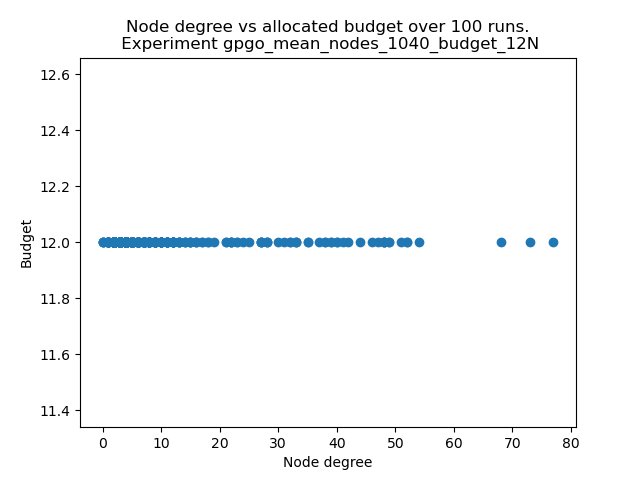 Node degree vs allocated budget over 100 runs.
Experiment gpgo_mean_nodes_1040_budget_12N
12.6
12.4
12.2
12.0
11.8
11.6
11.4
Budget
0 10 20 30 40 50 60 70 80
Node degree